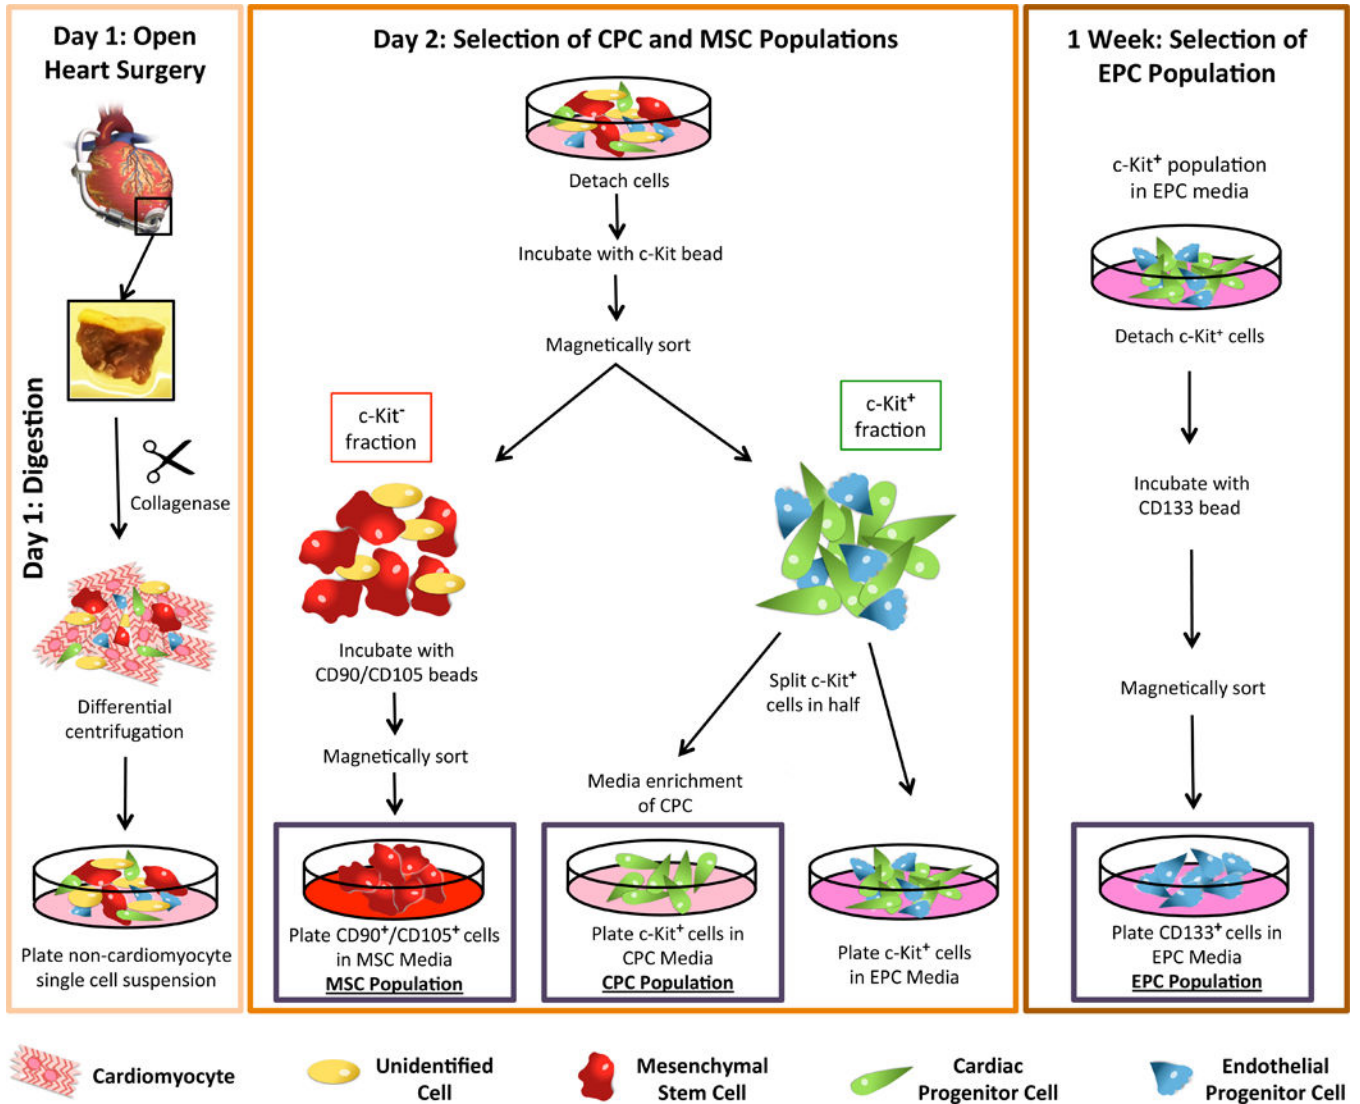 Day 1: Open
Heart Surgery
Day 1: Digestion
Collagenase
Differential
centrifugation
Plate non-cardiomyocyte
single cell suspension
Day 2: Selection of CPC and MSC Populations
Detach cells
Incubate with c-Kit bead
Magnetically sort
c-Kit⁻
fraction
Incubate with
CD90/CD105 beads
Magnetically sort
Plate CD90⁺/CD105⁺ cells
in MSC Media
MSC Population
c-Kit⁺
fraction
Split c-Kit⁺
cells in half
Media enrichment
of CPC
Plate c-Kit⁺ cells in
CPC Media
CPC Population
Plate c-Kit⁺ cells
in EPC Media
1 Week: Selection of
EPC Population
c-Kit⁺ population
in EPC media
Detach c-Kit⁺ cells
Incubate with
CD133 bead
Magnetically sort
Plate CD133⁺ cells in
EPC Media
EPC Population
Cardiomyocyte
Unidentified
Cell
Mesenchymal
Stem Cell
Cardiac
Progenitor Cell
Endothelial
Progenitor Cell